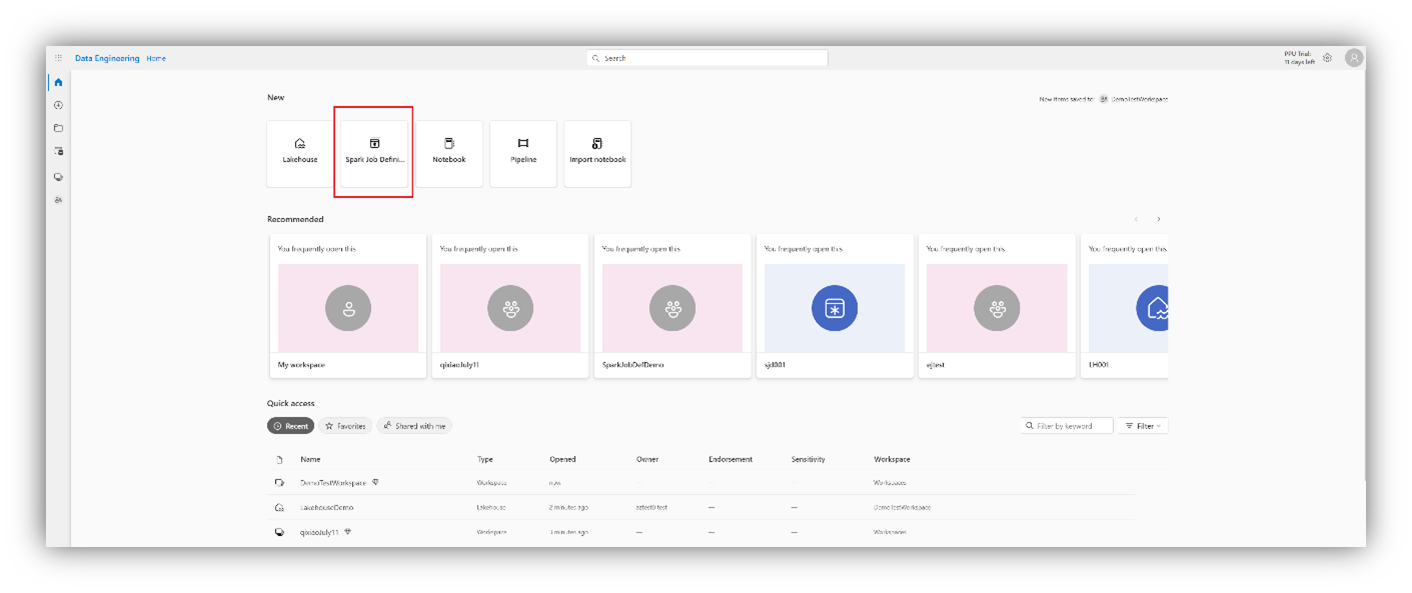 Data Engineering Home
Search
PPU Trial:
11 days left
New
New items saved to: DemoTestWorkspace
Lakehouse
Spark Job Defini...
Notebook
Pipeline
Import notebook
Recommended
You frequently open this
You frequently open this
You frequently open this
You frequently open this
You frequently open this
You frequently open this
My workspace
qixiaoJuly11
SparkJobDefDemo
sjd001
ejtest
LH001
Quick access
Recent
Favorites
Shared with me
Filter by keyword
Filter
Name Type Opened Owner Endorsement Sensitivity Workspace
DemoTestWorkspace Workspace now — — — Workspaces
LakehouseDemo Lakehouse 2 minutes ago aztest0 test — — DemoTestWorkspace
qixiaoJuly11 Workspace 3 minutes ago — — — Workspaces